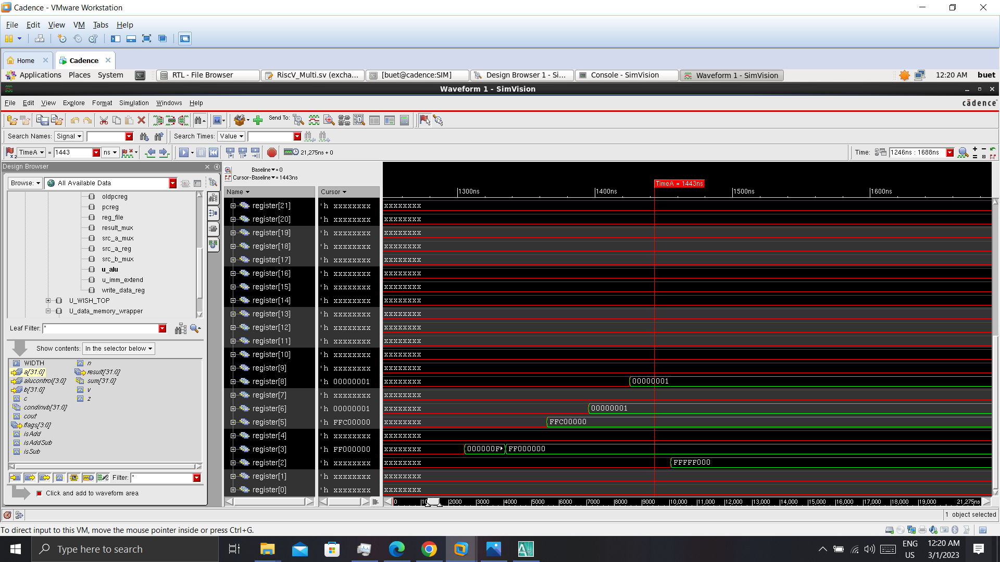 Cadence - VMware Workstation
File Edit View VM Tabs Help
Home Cadence
Applications Places System RTL - File Browser RiscV_Multi.sv (excha... [buet@cadence:SIM] Design Browser 1 - Si... Console - SimVision Waveform 1 - SimVision 12:20 AM buet
Waveform 1 - SimVision
File Edit View Explore Format Simulation Windows Help cādence
Send To:
Search Names: Signal Search Times: Value
TimeA = 1443 ns 21,275ns + 0 Time: 1246ns : 1688ns
Design Browser
Browse: All Available Data
oldpcreg
pcreg
reg_file
result_mux
src_a_mux
src_a_reg
src_b_mux
u_alu
u_imm_extend
write_data_reg
U_WISH_TOP
U_data_memory_wrapper
Leaf Filter: *
Show contents: In the selector below
WIDTH n
a[31:0] result[31:0]
alucontrol[3:0] sum[31:0]
b[31:0] v
c z
condinvb[31:0]
cout
flags[3:0]
isAdd
isAddSub
isSub
Filter: *
Click and add to waveform area
Baseline = 0
Cursor-Baseline = 1443ns
TimeA = 1443ns
Name Cursor 1300ns 1400ns 1500ns 1600ns
register[21] 'h xxxxxxxx xxxxxxxx
register[20] 'h xxxxxxxx xxxxxxxx
register[19] 'h xxxxxxxx xxxxxxxx
register[18] 'h xxxxxxxx xxxxxxxx
register[17] 'h xxxxxxxx xxxxxxxx
register[16] 'h xxxxxxxx xxxxxxxx
register[15] 'h xxxxxxxx xxxxxxxx
register[14] 'h xxxxxxxx xxxxxxxx
register[13] 'h xxxxxxxx xxxxxxxx
register[12] 'h xxxxxxxx xxxxxxxx
register[11] 'h xxxxxxxx xxxxxxxx
register[10] 'h xxxxxxxx xxxxxxxx
register[9] 'h xxxxxxxx xxxxxxxx
register[8] 'h 00000001 xxxxxxxx 00000001
register[7] 'h xxxxxxxx xxxxxxxx
register[6] 'h 00000001 xxxxxxxx 00000001
register[5] 'h FFC00000 xxxxxxxx FFC00000
register[4] 'h xxxxxxxx xxxxxxxx
register[3] 'h FF000000 xxxxxxxx 000000F FF000000
register[2] 'h xxxxxxxx xxxxxxxx FFFFF000
register[1] 'h xxxxxxxx xxxxxxxx
register[0] 'h xxxxxxxx xxxxxxxx
0 2000 3000 4000 5000 6000 7000 8000 9000 10,000 11,000 12,000 13,000 14,000 15,000 16,000 17,000 18,000 19,000 21,275ns
1 object selected
To direct input to this VM, move the mouse pointer inside or press Ctrl+G.
Type here to search
ENG
US
12:20 AM
3/1/2023